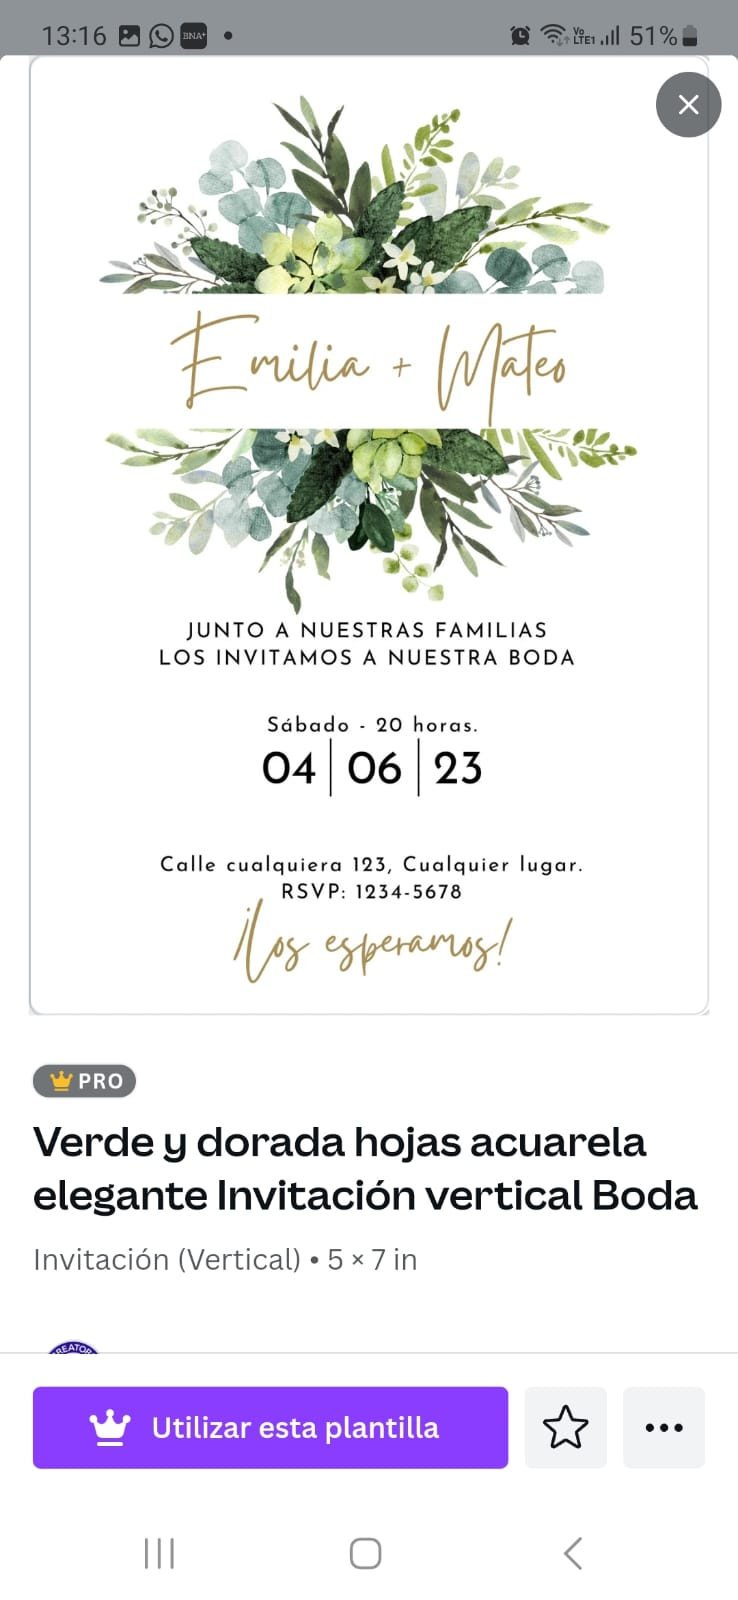 13:16 BNA+ Vo LTE1 51%
Emilia + Mateo
JUNTO A NUESTRAS FAMILIAS
LOS INVITAMOS A NUESTRA BODA
Sábado - 20 horas.
04 | 06 | 23
Calle cualquiera 123, Cualquier lugar.
RSVP: 1234-5678
¡Los esperamos!
PRO
Verde y dorada hojas acuarela
elegante Invitación vertical Boda
Invitación (Vertical) • 5 × 7 in
Utilizar esta plantilla